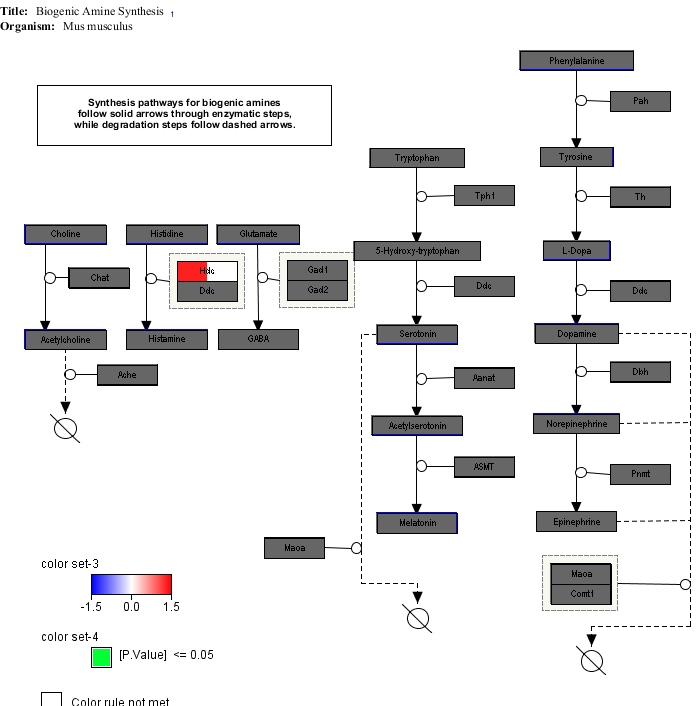 Title: Biogenic Amine Synthesis 1
Organism: Mus musculus
Synthesis pathways for biogenic amines
follow solid arrows through enzymatic steps,
while degradation steps follow dashed arrows.
Phenylalanine
Pah
Tyrosine
Th
L-Dopa
Ddc
Dopamine
Dbh
Norepinephrine
Pnmt
Epinephrine
Maoa
Comt1
Tryptophan
Tph1
5-Hydroxy-tryptophan
Ddc
Serotonin
Aanat
Acetylserotonin
ASMT
Melatonin
Maoa
Choline
Chat
Acetylcholine
Ache
Histidine
Hdc
Ddc
Histamine
Glutamate
Gad1
Gad2
GABA
color set-3
-1.5 0.0 1.5
color set-4
[P.Value] <= 0.05
Color rule not met